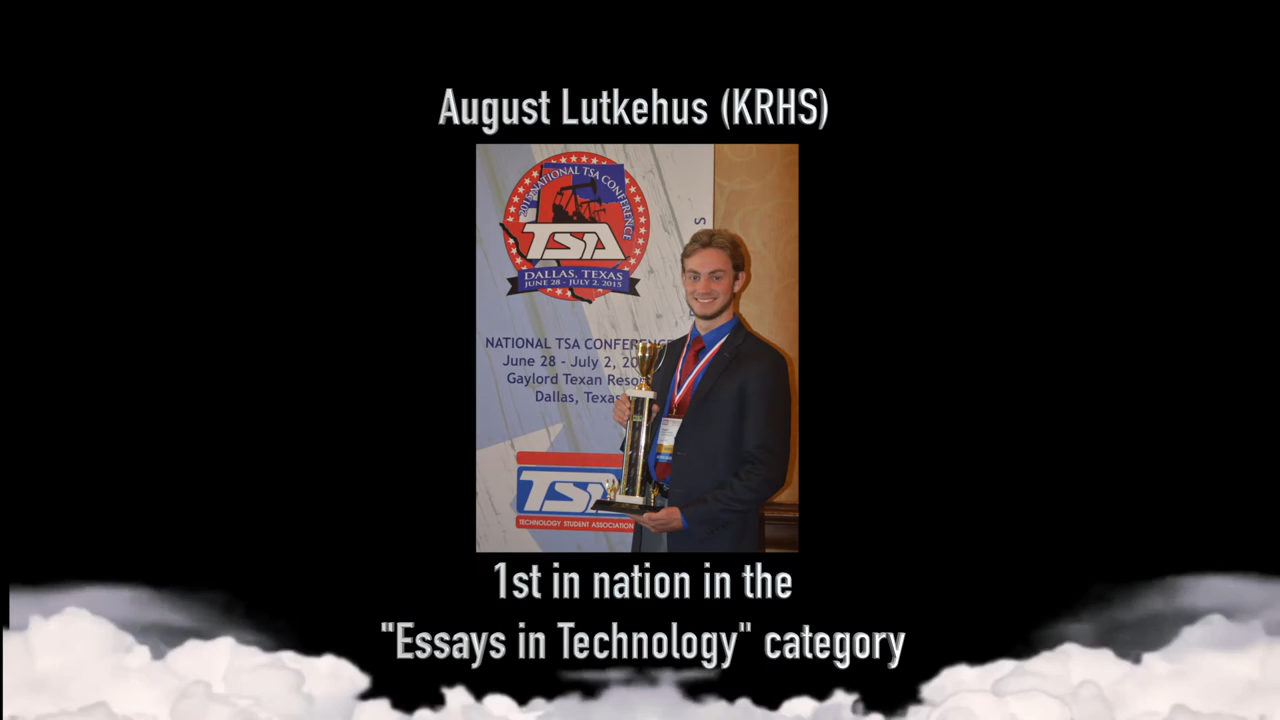 August Lutkehus (KRHS)
2015 NATIONAL TSA CONFERENCE
TSA
DALLAS, TEXAS
JUNE 28 - JULY 2, 2015
S
NATIONAL TSA CONFERENCE
June 28 - July 2, 20
Gaylord Texan Resor
Dallas, Texas
TSA
TECHNOLOGY STUDENT ASSOCIATION
1st in nation in the
"Essays in Technology" category